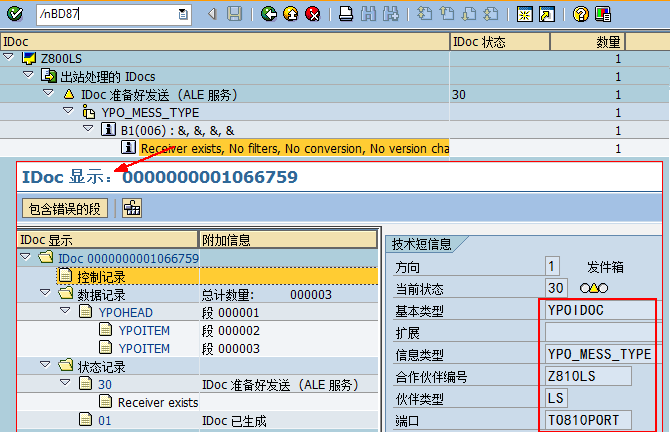 /nBD87
IDoc IDoc 状态 数量
Z800LS 1
出站处理的 IDocs 1
IDoc 准备好发送（ALE 服务） 30 1
YPO_MESS_TYPE 1
B1(006) : &, &, &, & 1
Receiver exists, No filters, No conversion, No version cha 1
IDoc 显示: 0000000001066759
包含错误的段
IDoc 显示 附加信息
IDoc 0000000001066759
控制记录
数据记录 总计数量: 000003
YPOHEAD 段 000001
YPOITEM 段 000002
YPOITEM 段 000003
状态记录
30 IDoc 准备好发送（ALE 服务）
Receiver exists
01 IDoc 已生成
技术短信息
方向 1 发件箱
当前状态 30
基本类型 YPOIDOC
扩展
信息类型 YPO_MESS_TYPE
合作伙伴编号 Z810LS
伙伴类型 LS
端口 TO810PORT